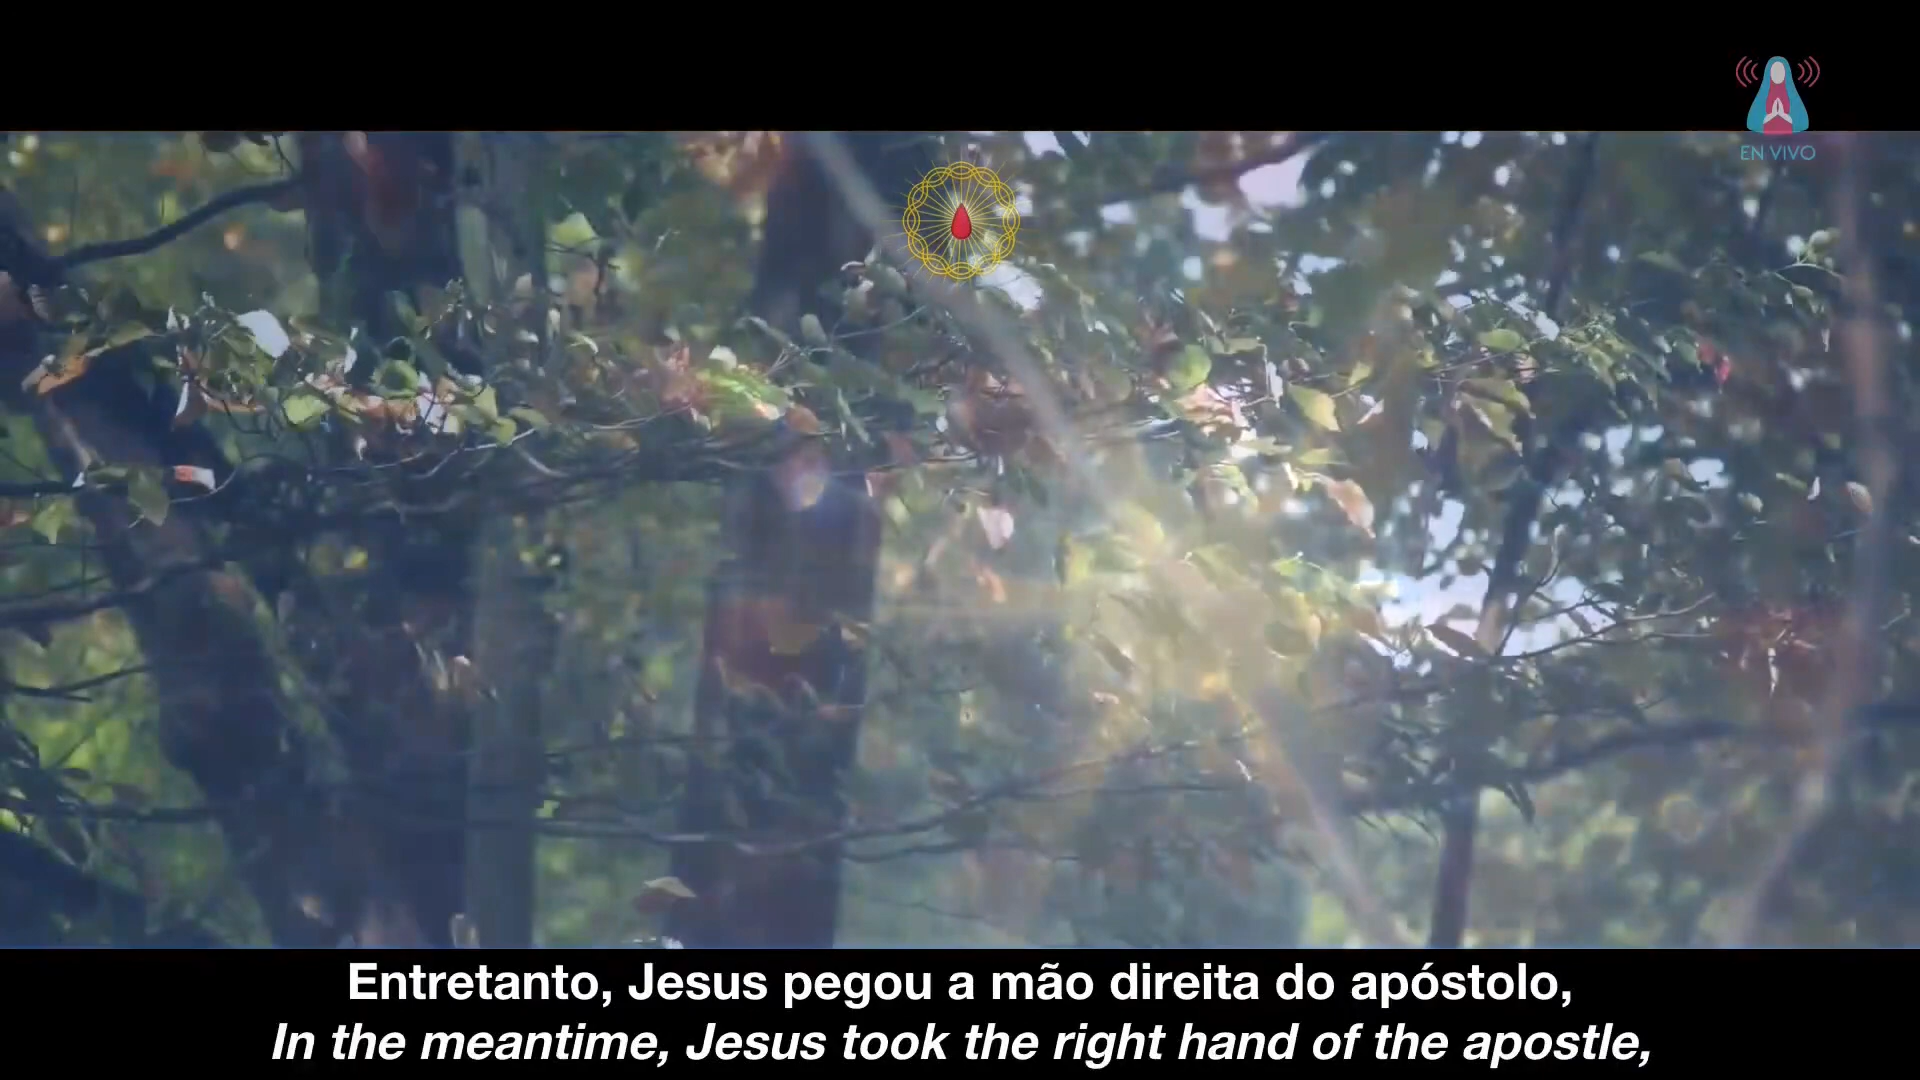 EN VIVO
Entretanto, Jesus pegou a mão direita do apóstolo,
In the meantime, Jesus took the right hand of the apostle,